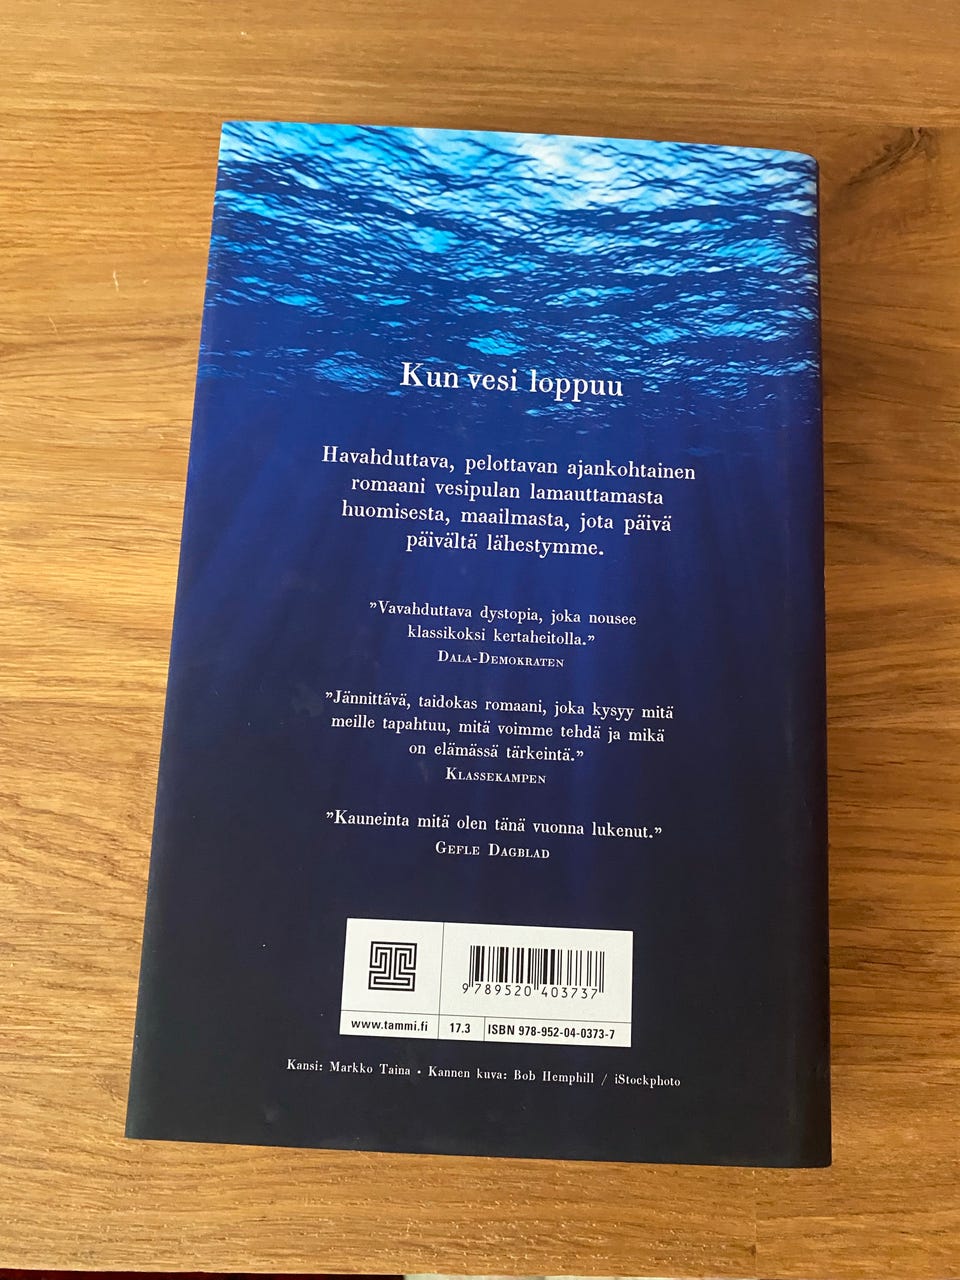 Kun vesi loppuu
Havahduttava, pelottavan ajankohtainen
romaani vesipulan lamauttamasta
huomisesta, maailmasta, jota päivä
päivältä lähestymme.
”Vavahduttava dystopia, joka nousee
klassikoksi kertaheitolla.”
Dala-Demokraten
”Jännittävä, taidokas romaani, joka kysyy mitä
meille tapahtuu, mitä voimme tehdä ja mikä
on elämässä tärkeintä.”
Klassekampen
”Kauneinta mitä olen tänä vuonna lukenut.”
Gefle Dagblad
9 789520 403737
www.tammi.fi 17.3 ISBN 978-952-04-0373-7
Kansi: Markko Taina • Kannen kuva: Bob Hemphill / iStockphoto